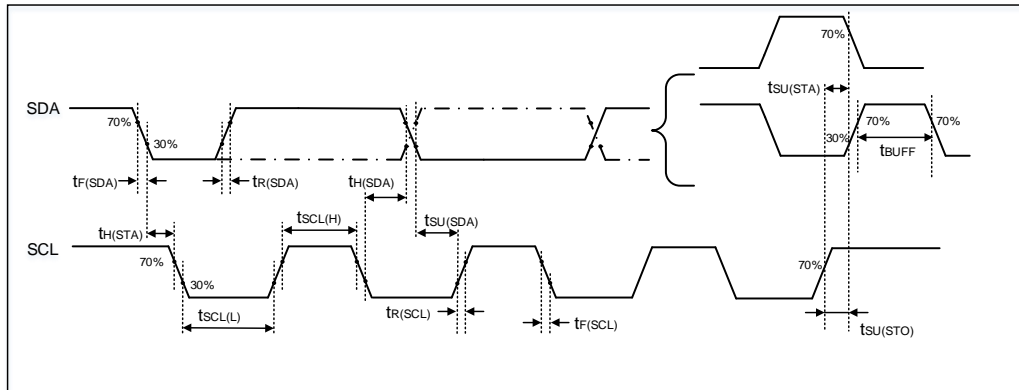 70%
tSU(STA)
SDA
70%
30%
30%
70%
70%
tBUFF
tF(SDA)
tR(SDA)
tH(SDA)
tH(STA)
tSCL(H)
tSU(SDA)
SCL
70%
30%
70%
tSCL(L)
tR(SCL)
tF(SCL)
tSU(STO)